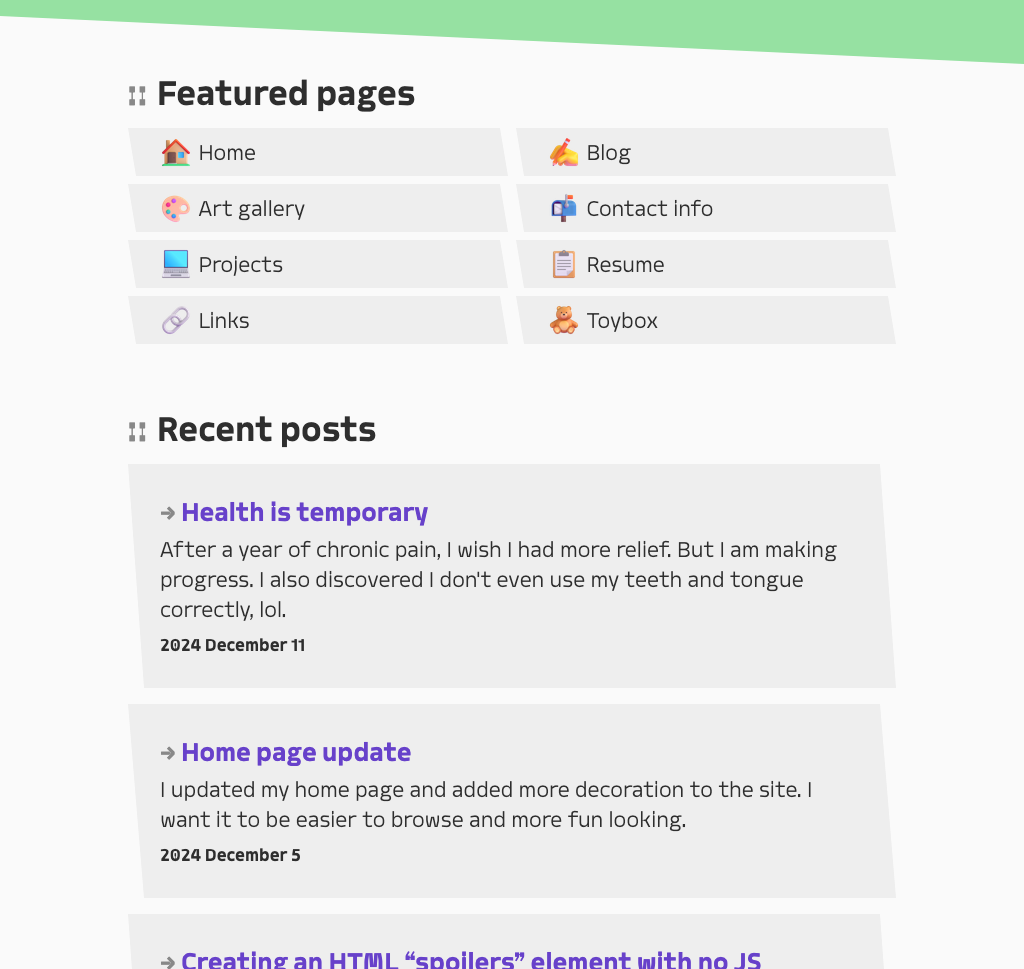 Featured pages
Home
Blog
Art gallery
Contact info
Projects
Resume
Links
Toybox
Recent posts
→ Health is temporary
After a year of chronic pain, I wish I had more relief. But I am making
progress. I also discovered I don't even use my teeth and tongue
correctly, lol.
2024 December 11
→ Home page update
I updated my home page and added more decoration to the site. I
want it to be easier to browse and more fun looking.
2024 December 5
→ Creating an HTML “spoilers” element with no JS